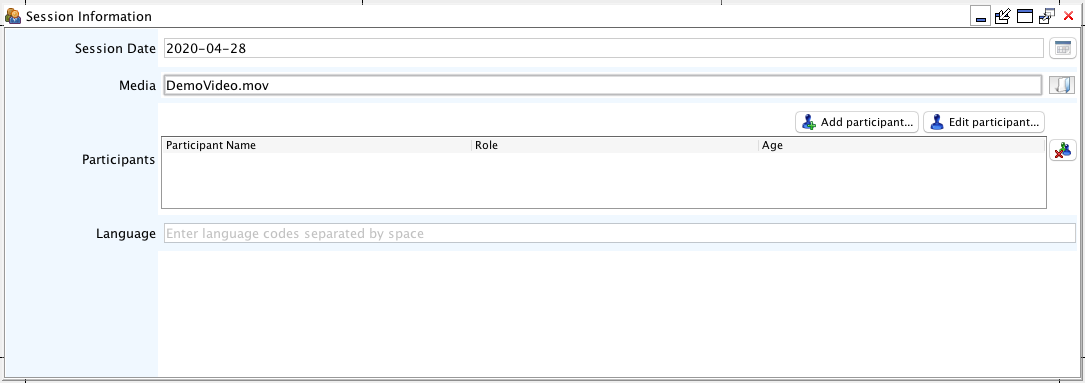 Session Information
Session Date 2020-04-28
Media DemoVideo.mov
Add participant... Edit participant...
Participant Name Role Age
Participants
Language Enter language codes separated by space